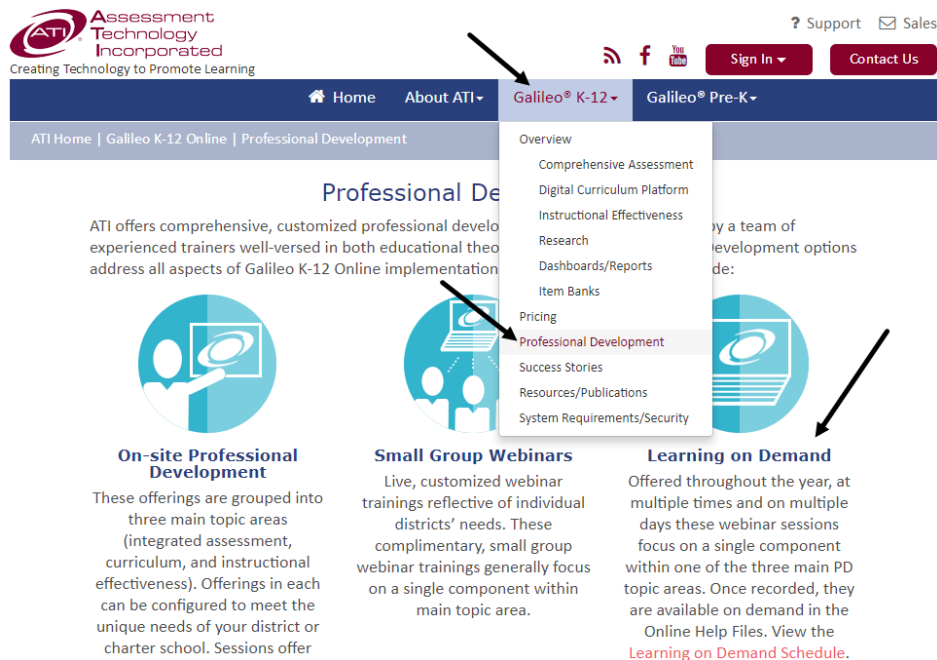 Assessment
Technology
Incorporated
ATI®
Creating Technology to Promote Learning
? Support Sales
You
Tube
Sign In
Contact Us
Home About ATI Galileo® K-12 Galileo® Pre-K
ATI Home | Galileo K-12 Online | Professional Development
Overview
Comprehensive Assessment
Digital Curriculum Platform
Instructional Effectiveness
Research
Dashboards/Reports
Item Banks
Pricing
Professional Development
Success Stories
Resources/Publications
System Requirements/Security
Professional De
ATI offers comprehensive, customized professional develo by a team of
experienced trainers well-versed in both educational theo evelopment options
address all aspects of Galileo K-12 Online implementation de:
On-site Professional
Development
These offerings are grouped into
three main topic areas
(integrated assessment,
curriculum, and instructional
effectiveness). Offerings in each
can be configured to meet the
unique needs of your district or
charter school. Sessions offer
Small Group Webinars
Live, customized webinar
trainings reflective of individual
districts' needs. These
complimentary, small group
webinar trainings generally focus
on a single component within
main topic area.
Learning on Demand
Offered throughout the year, at
multiple times and on multiple
days these webinar sessions
focus on a single component
within one of the three main PD
topic areas. Once recorded, they
are available on demand in the
Online Help Files. View the
Learning on Demand Schedule.